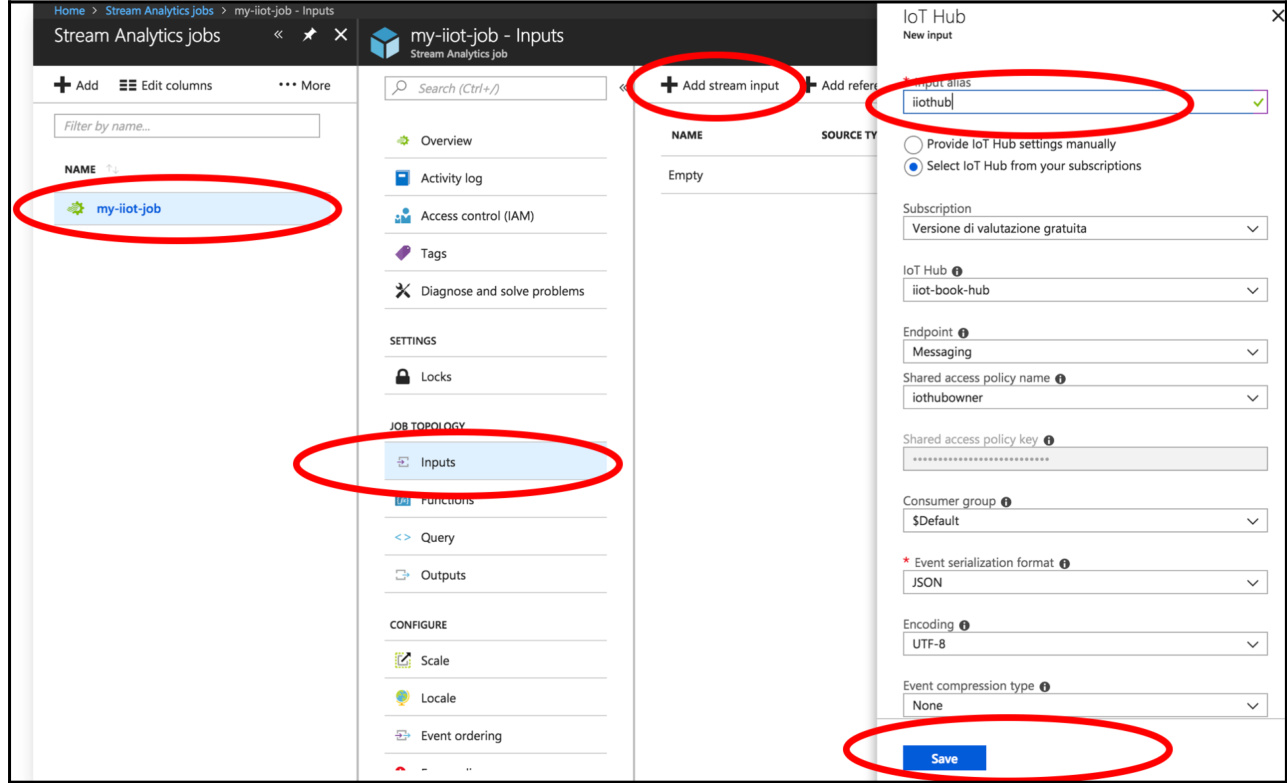 Home > Stream Analytics jobs > my-iiot-job - Inputs
Stream Analytics jobs
Add
Edit columns
••• More
Filter by name...
NAME
my-iiot-job
my-iiot-job - Inputs
Stream Analytics job
Search (Ctrl+/)
Overview
Activity log
Access control (IAM)
Tags
Diagnose and solve problems
SETTINGS
Locks
JOB TOPOLOGY
Inputs
Functions
Query
Outputs
CONFIGURE
Scale
Locale
Event ordering
Add stream input
Add refere
NAME
SOURCE TY
Empty
IoT Hub
New input
* Input alias
iiothub
Provide IoT Hub settings manually
Select IoT Hub from your subscriptions
Subscription
Versione di valutazione gratuita
IoT Hub
iiot-book-hub
Endpoint
Messaging
Shared access policy name
iothubowner
Shared access policy key
Consumer group
$Default
* Event serialization format
JSON
Encoding
UTF-8
Event compression type
None
Save